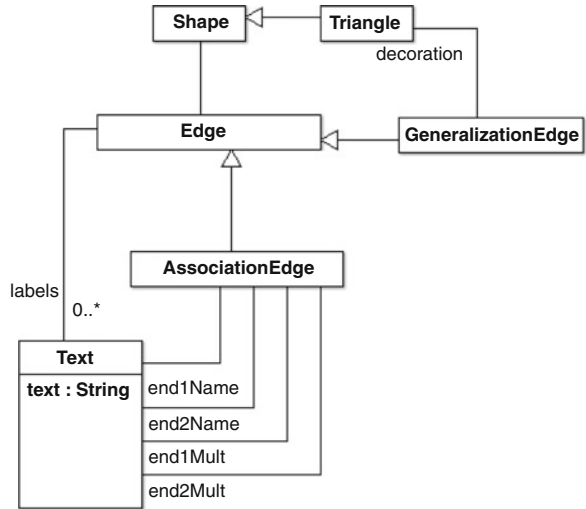 Shape
Triangle
decoration
Edge
GeneralizationEdge
AssociationEdge
labels
0..*
Text
text : String
end1Name
end2Name
end1Mult
end2Mult